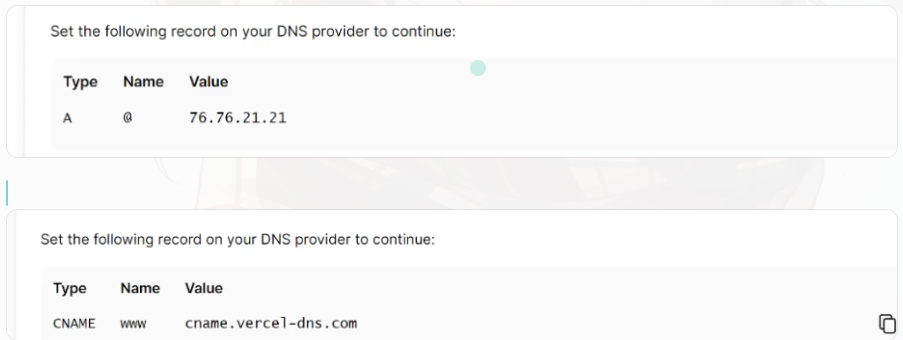 Set the following record on your DNS provider to continue:
Type Name Value
A @ 76.76.21.21
Set the following record on your DNS provider to continue:
Type Name Value
CNAME www cname.vercel-dns.com